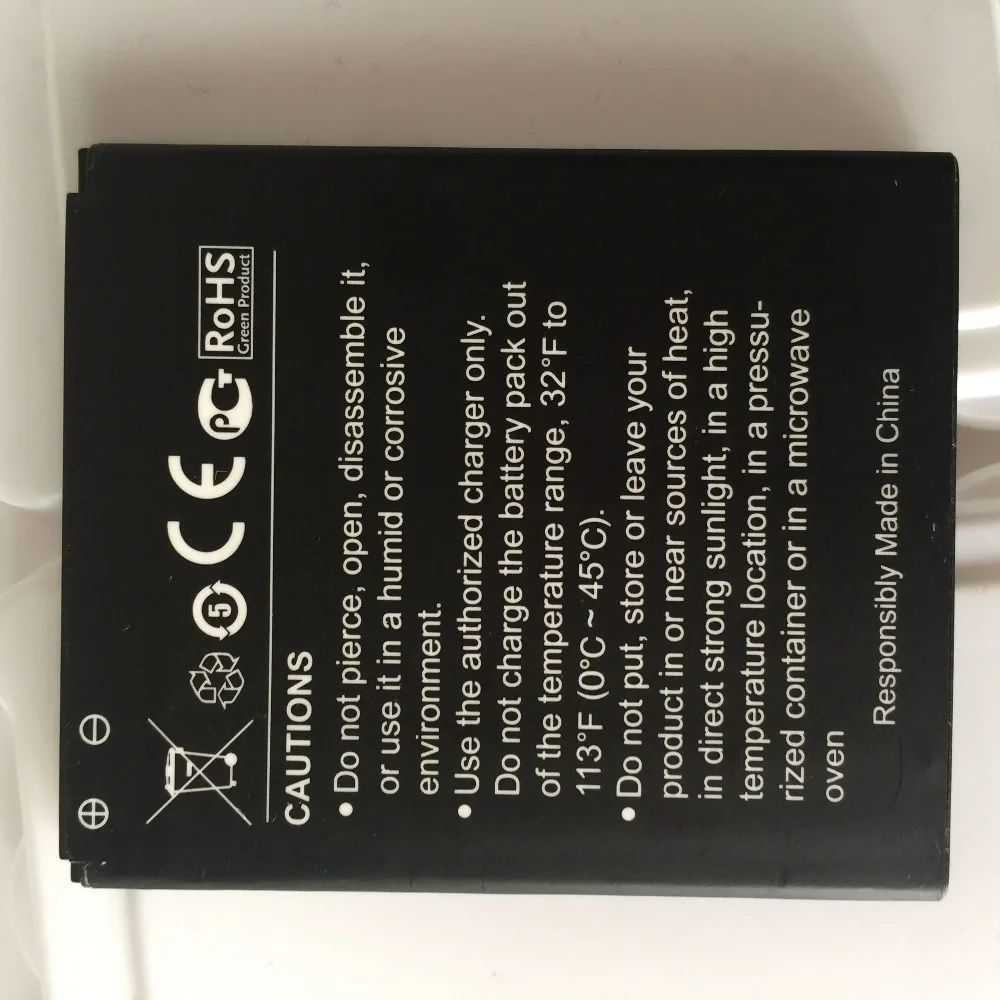 ⊕ ⊖
5 CE PCT RoHS
Green Product
CAUTIONS
• Do not pierce, open, disassemble it,
or use it in a humid or corrosive
environment.
• Use the authorized charger only.
Do not charge the battery pack out
of the temperature range, 32°F to
113°F (0°C ~ 45°C).
• Do not put, store or leave your
product in or near sources of heat,
in direct strong sunlight, in a high
temperature location, in a pressu-
rized container or in a microwave
oven
Responsibly Made in China